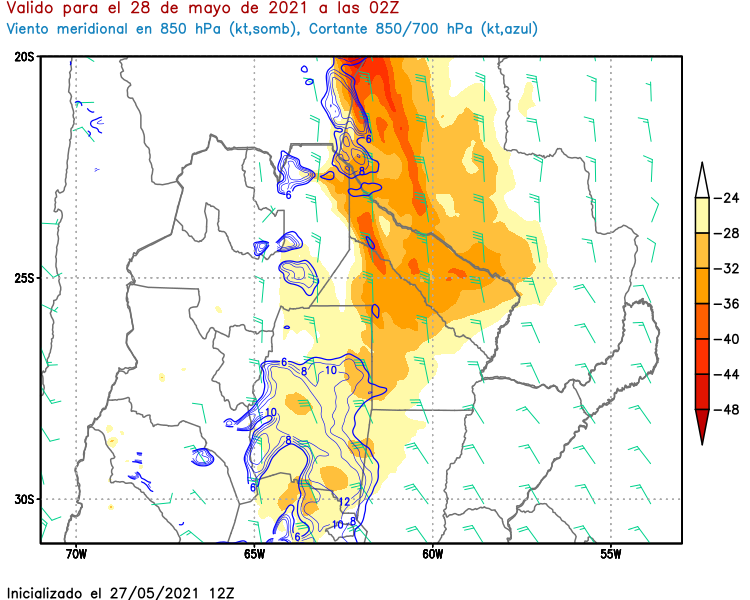 Valido para el 28 de mayo de 2021 a las 02Z
Viento meridional en 850 hPa (kt,somb), Cortante 850/700 hPa (kt,azul)
20S
25S
30S
70W
65W
60W
55W
6
8
6
6
8
10
10
8
6
12
10
8
6
-24
-28
-32
-36
-40
-44
-48
Inicializado el 27/05/2021 12Z